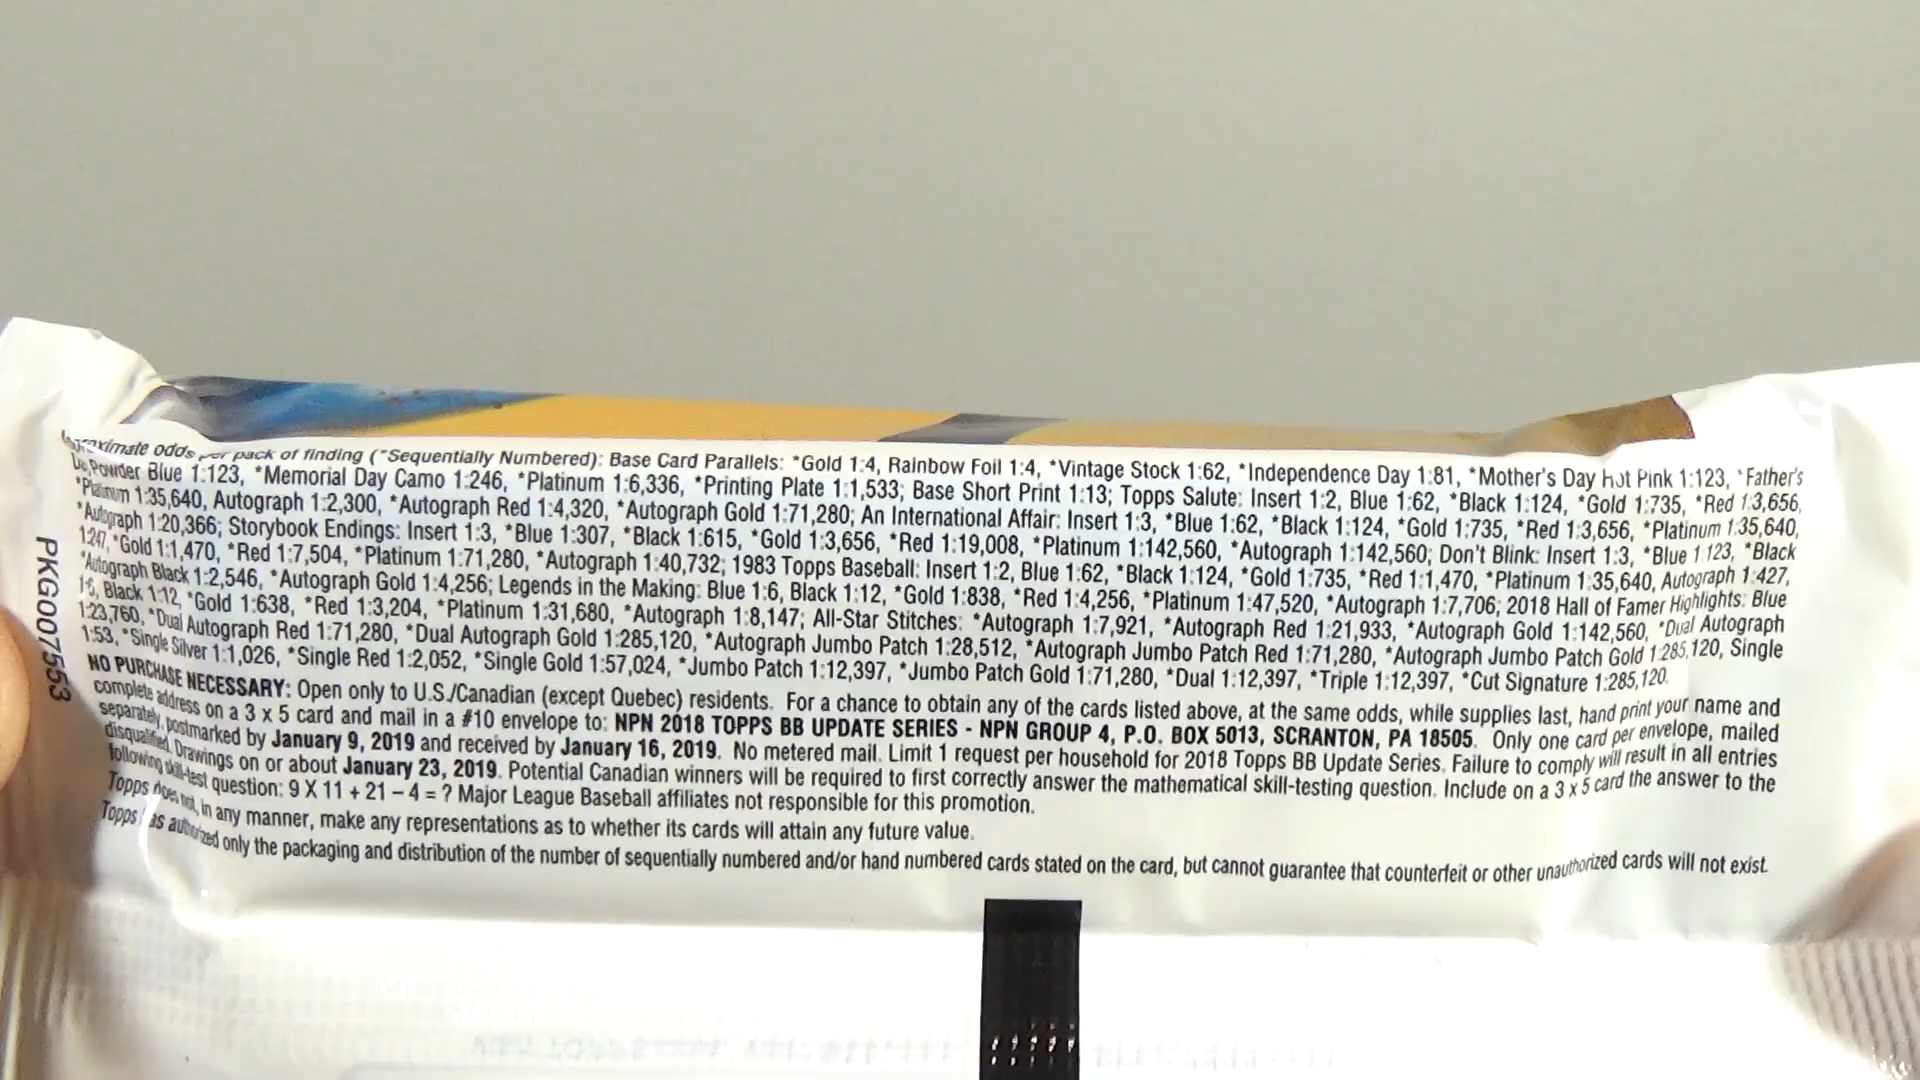 Approximate odds per pack of finding (*Sequentially Numbered): Base Card Parallels: *Gold 1:4, Rainbow Foil 1:4, *Vintage Stock 1:62, *Independence Day 1:81, *Mother's Day Hot Pink 1:123, *Father's
Day Powder Blue 1:123, *Memorial Day Camo 1:246, *Platinum 1:6,336, *Printing Plate 1:1,533; Base Short Print 1:13; Topps Salute: Insert 1:2, Blue 1:62, *Black 1:124, *Gold 1:735, *Red 1:3,656,
*Platinum 1:35,640, Autograph 1:2,300, *Autograph Red 1:4,320, *Autograph Gold 1:71,280; An International Affair: Insert 1:3, *Blue 1:62, *Black 1:124, *Gold 1:735, *Red 1:3,656, *Platinum 1:35,640,
*Autograph 1:20,366; Storybook Endings: Insert 1:3, *Blue 1:307, *Black 1:615, *Gold 1:3,656, *Red 1:19,008, *Platinum 1:142,560, *Autograph 1:142,560; Don't Blink: Insert 1:3, *Blue 1:123, *Black
1:247, *Gold 1:1,470, *Red 1:7,504, *Platinum 1:71,280, *Autograph 1:40,732; 1983 Topps Baseball: Insert 1:2, Blue 1:62, *Black 1:124, *Gold 1:735, *Red 1:1,470, *Platinum 1:35,640, Autograph 1:427,
*Autograph Black 1:2,546, *Autograph Gold 1:4,256; Legends in the Making: Blue 1:6, Black 1:12, *Gold 1:838, *Red 1:4,256, *Platinum 1:47,520, *Autograph 1:7,706; 2018 Hall of Famer Highlights: Blue
1:6, Black 1:12, *Gold 1:638, *Red 1:3,204, *Platinum 1:31,680, *Autograph 1:8,147; All-Star Stitches: *Autograph 1:7,921, *Autograph Red 1:21,933, *Autograph Gold 1:142,560, *Dual Autograph
1:23,760, *Dual Autograph Red 1:71,280, *Dual Autograph Gold 1:285,120, *Autograph Jumbo Patch 1:28,512, *Autograph Jumbo Patch Red 1:71,280, *Autograph Jumbo Patch Gold 1:285,120, Single
1:53, *Single Silver 1:1,026, *Single Red 1:2,052, *Single Gold 1:57,024, *Jumbo Patch 1:12,397, *Jumbo Patch Gold 1:71,280, *Dual 1:12,397, *Triple 1:12,397, *Cut Signature 1:285,120.
NO PURCHASE NECESSARY: Open only to U.S./Canadian (except Quebec) residents. For a chance to obtain any of the cards listed above, at the same odds, while supplies last, hand print your name and
complete address on a 3 x 5 card and mail in a #10 envelope to: NPN 2018 TOPPS BB UPDATE SERIES - NPN GROUP 4, P.O. BOX 5013, SCRANTON, PA 18505. Only one card per envelope, mailed
separately, postmarked by January 9, 2019 and received by January 16, 2019. No metered mail. Limit 1 request per household for 2018 Topps BB Update Series. Failure to comply will result in all entries
disqualified. Drawings on or about January 23, 2019. Potential Canadian winners will be required to first correctly answer the mathematical skill-testing question. Include on a 3 x 5 card the answer to the
following skill-test question: 9 X 11 + 21 – 4 = ? Major League Baseball affiliates not responsible for this promotion.
Topps does not, in any manner, make any representations as to whether its cards will attain any future value.
Topps has authorized only the packaging and distribution of the number of sequentially numbered and/or hand numbered cards stated on the card, but cannot guarantee that counterfeit or other unauthorized cards will not exist.
PKG007553